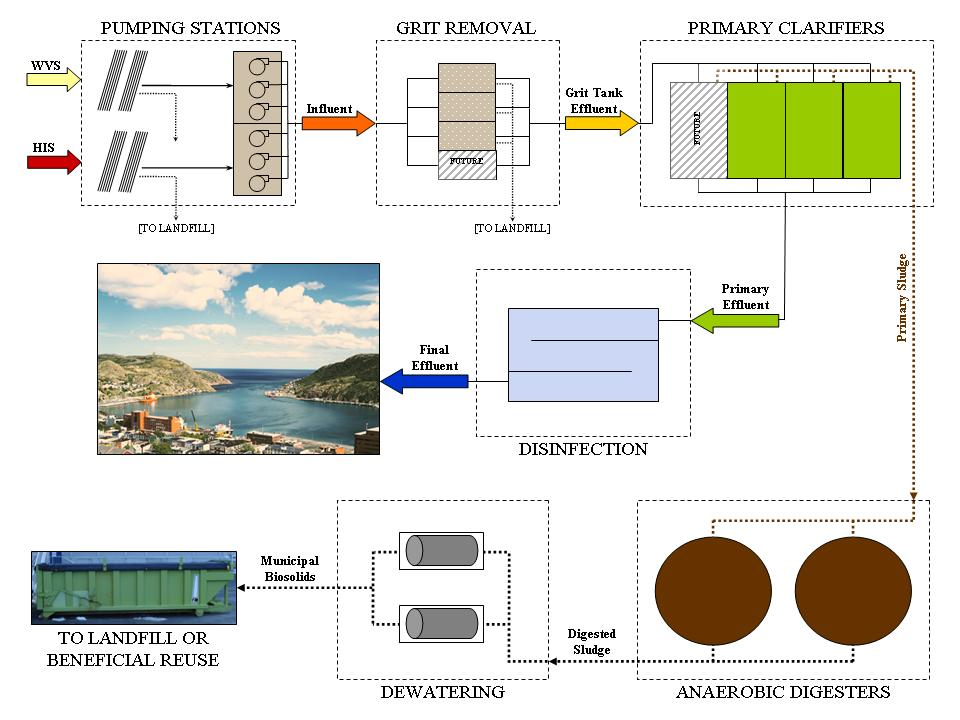 PUMPING STATIONS
GRIT REMOVAL
PRIMARY CLARIFIERS
WVS
HIS
Influent
Grit Tank
Effluent
FUTURE
FUTURE
[TO LANDFILL]
[TO LANDFILL]
Primary Sludge
Primary
Effluent
Final
Effluent
DISINFECTION
Municipal
Biosolids
Digested
Sludge
TO LANDFILL OR
BENEFICIAL REUSE
DEWATERING
ANAEROBIC DIGESTERS